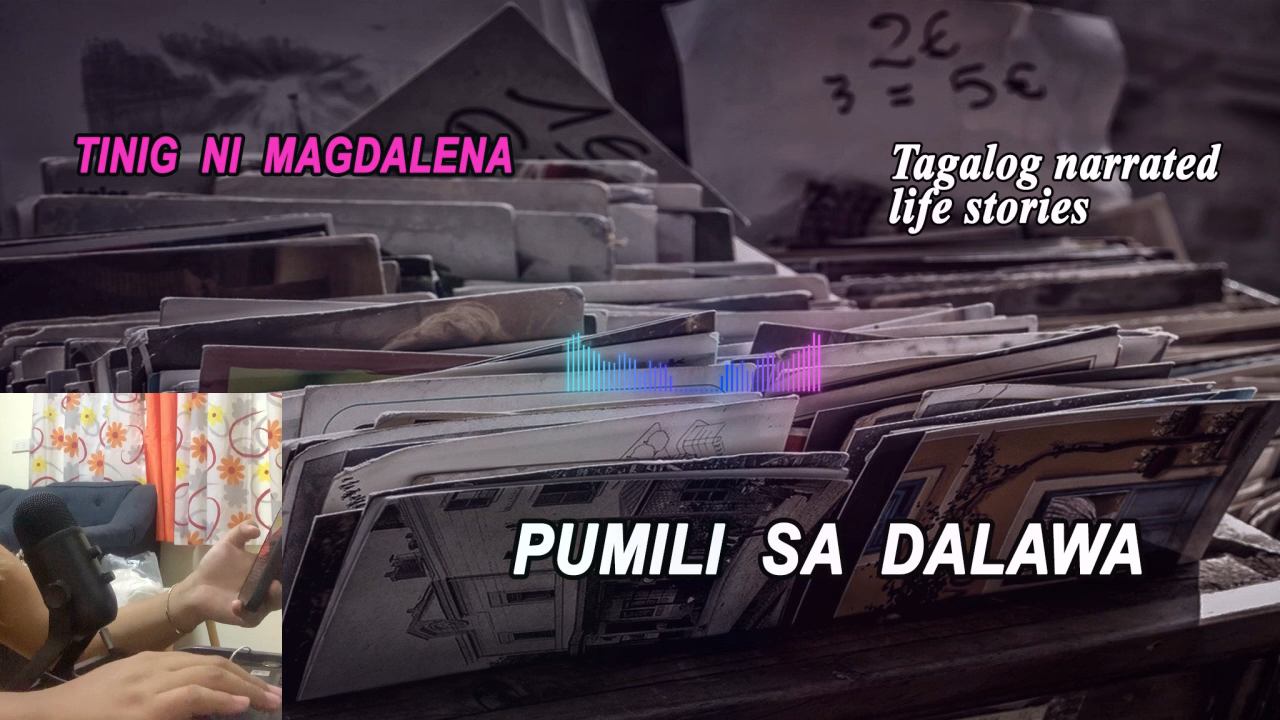 2€
3 = 5€
TINIG NI MAGDALENA
Tagalog narrated
life stories
PUMILI SA DALAWA